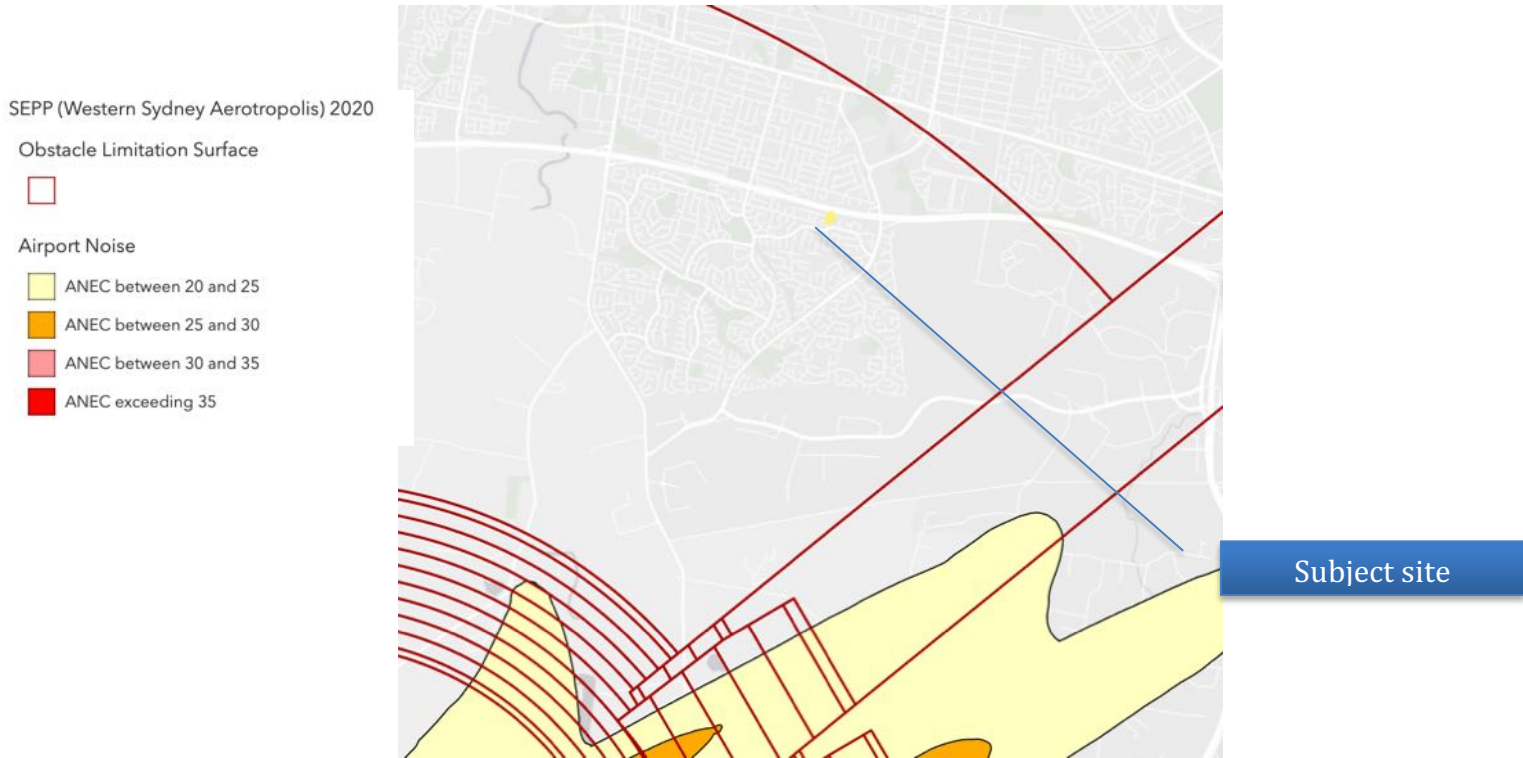 SEPP (Western Sydney Aerotropolis) 2020
Obstacle Limitation Surface
Airport Noise
ANEC between 20 and 25
ANEC between 25 and 30
ANEC between 30 and 35
ANEC exceeding 35
Subject site